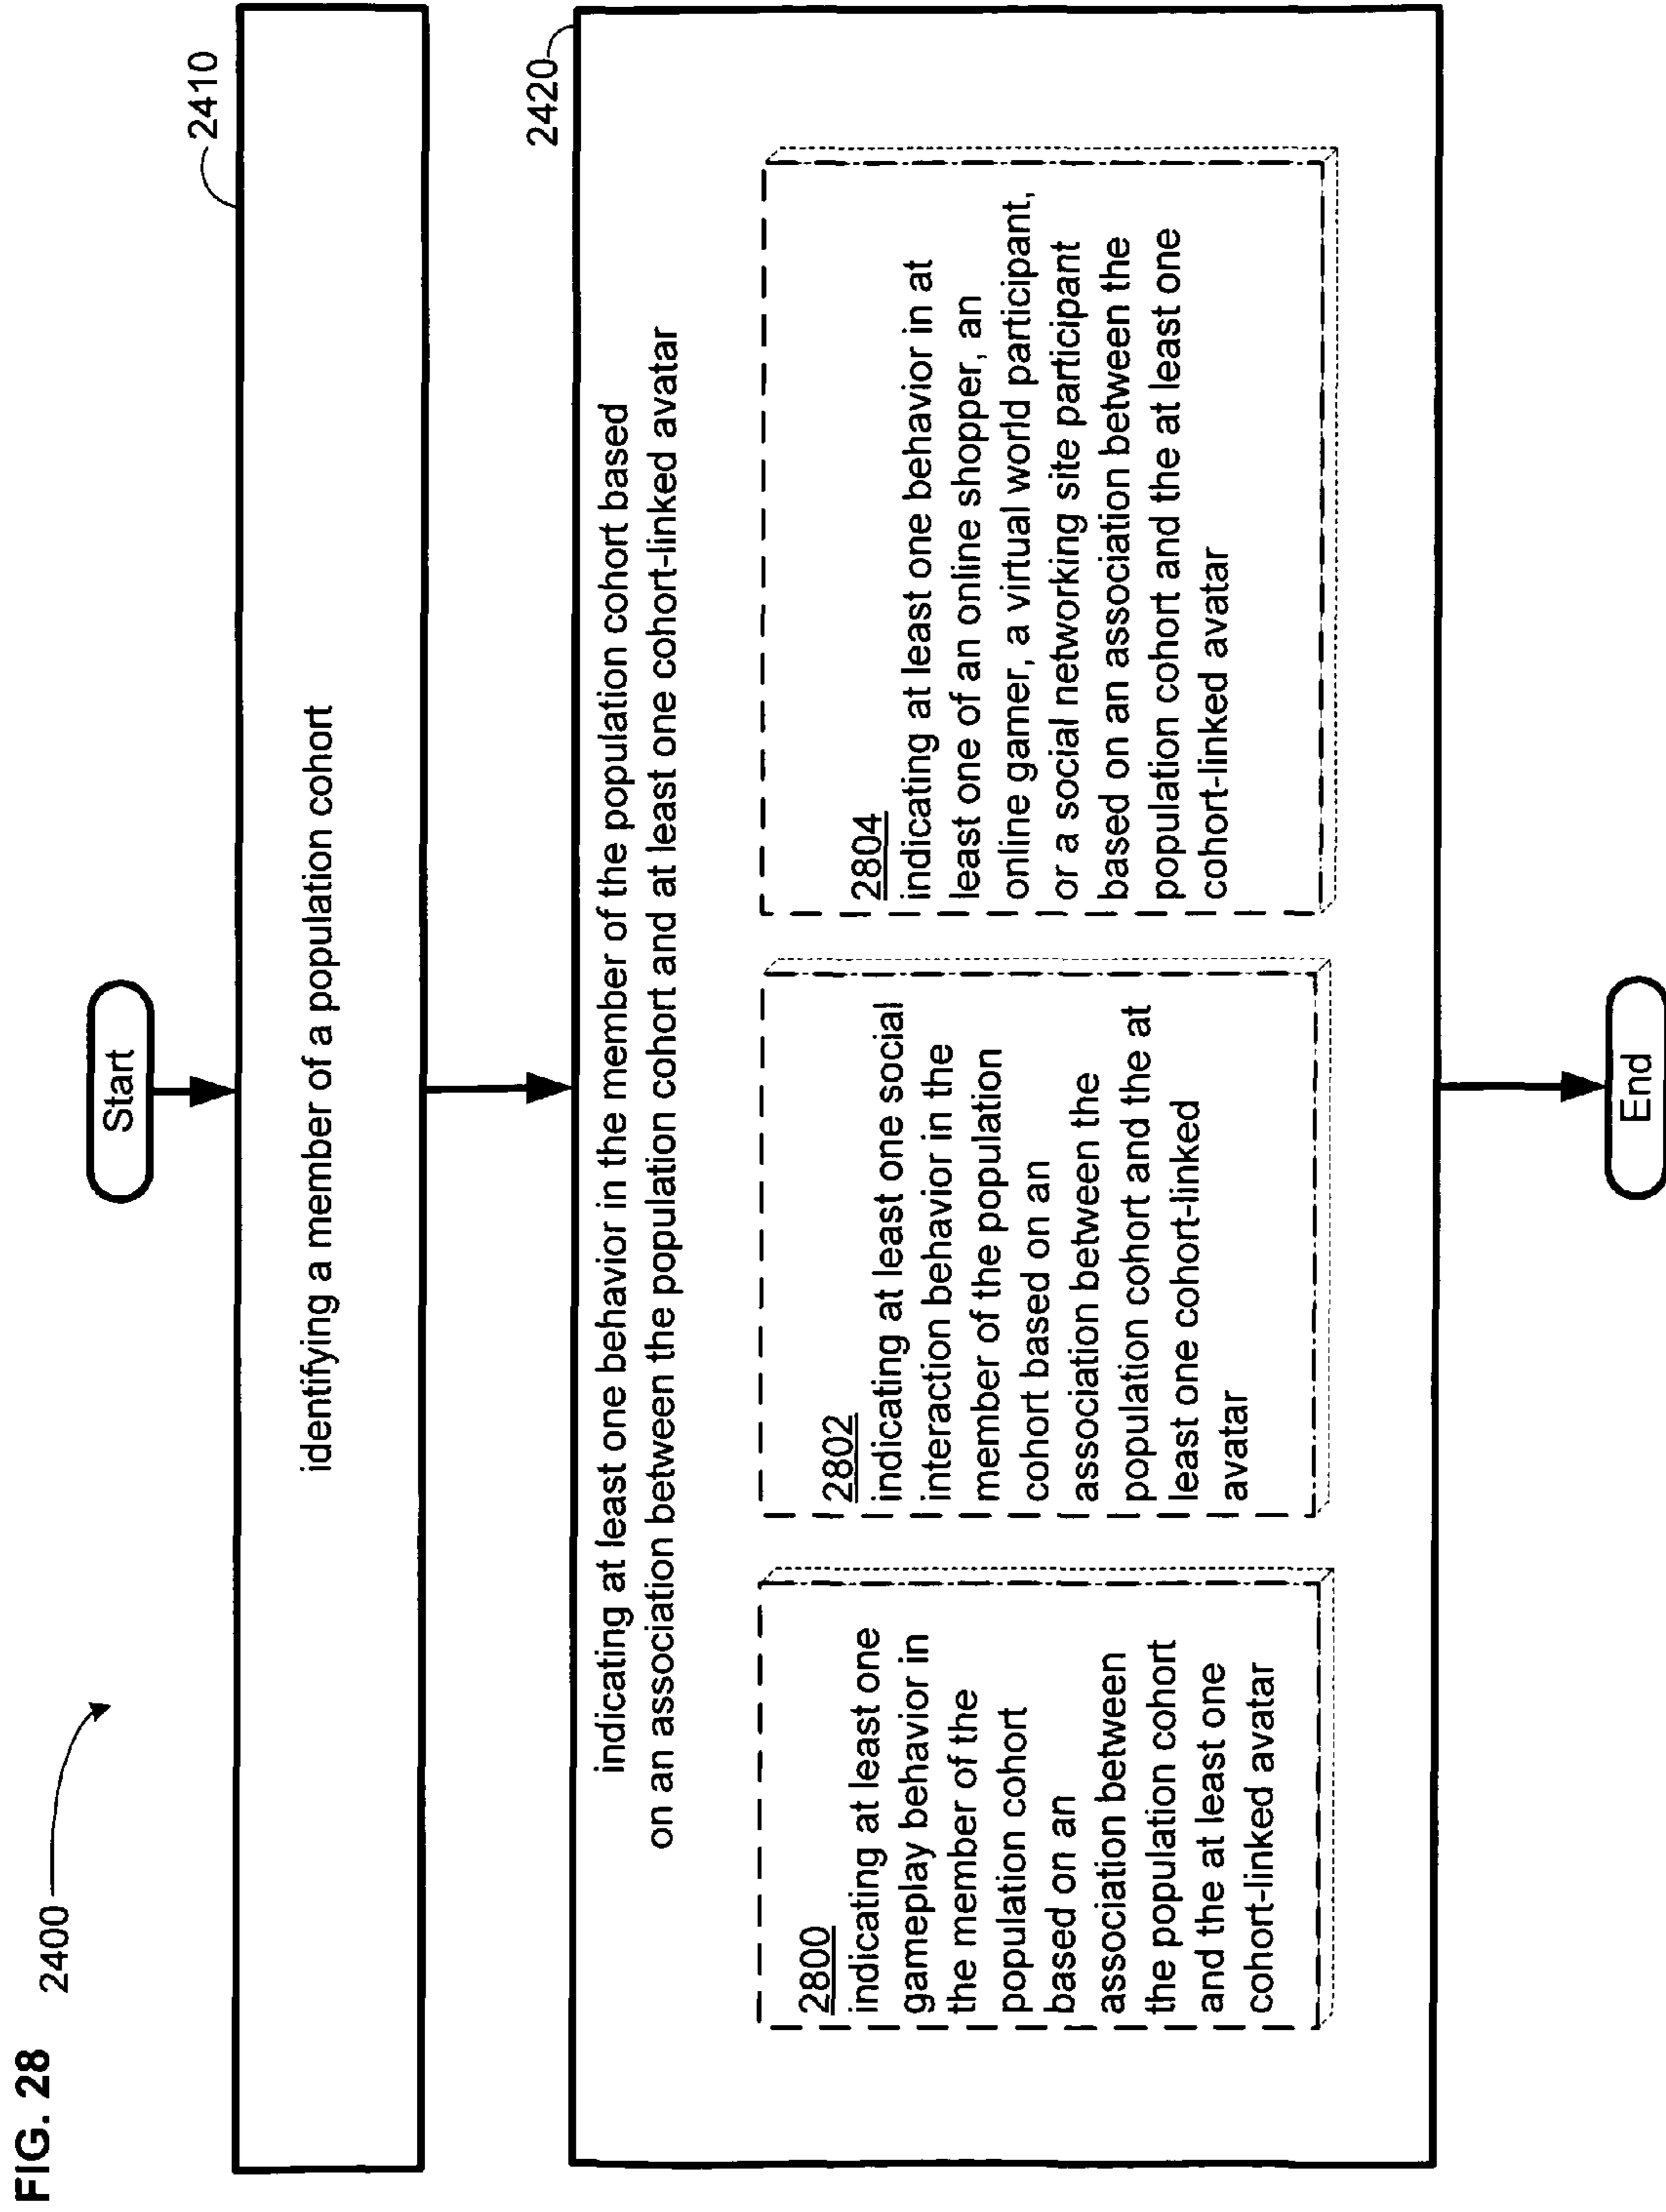 FIG. 28
2400
Start
2410
identifying a member of a population cohort
2420
indicating at least one behavior in the member of the population cohort based
on an association between the population cohort and at least one cohort-linked avatar
2800
indicating at least one
gameplay behavior in
the member of the
population cohort
based on an
association between
the population cohort
and the at least one
cohort-linked avatar
2802
indicating at least one social
interaction behavior in the
member of the population
cohort based on an
association between the
population cohort and the at
least one cohort-linked
avatar
2804
indicating at least one behavior in at
least one of an online shopper, an
online gamer, a virtual world participant,
or a social networking site participant
based on an association between the
population cohort and the at least one
cohort-linked avatar
End